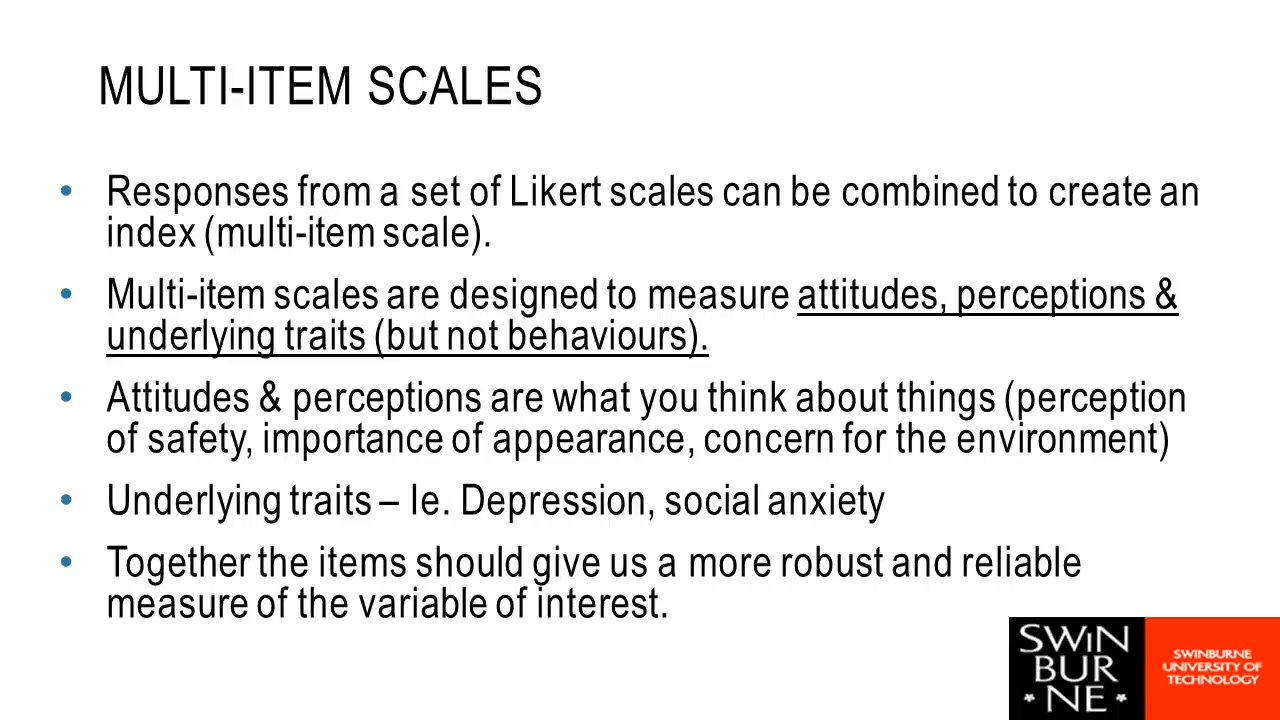 MULTI-ITEM SCALES
• Responses from a set of Likert scales can be combined to create an
index (multi-item scale).
• Multi-item scales are designed to measure attitudes, perceptions &
underlying traits (but not behaviours).
• Attitudes & perceptions are what you think about things (perception
of safety, importance of appearance, concern for the environment)
• Underlying traits – Ie. Depression, social anxiety
• Together the items should give us a more robust and reliable
measure of the variable of interest.
SWIN
BUR
* NE *
SWINBURNE
UNIVERSITY OF
TECHNOLOGY